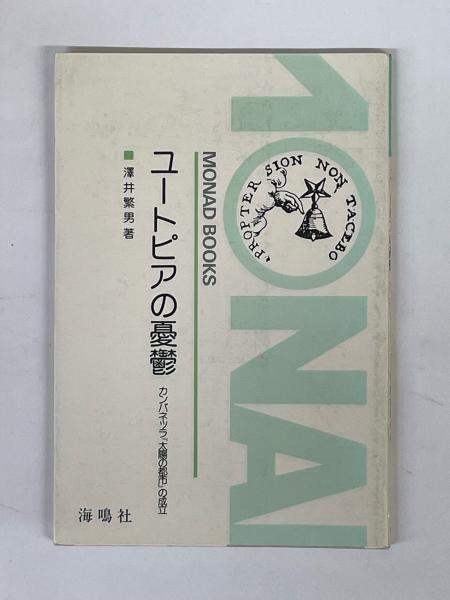 MONAD BOOKS
PROPTER SION NON TACEBO
ユートピアの憂鬱
カンパネッラ「太陽の都市」の成立
澤井繁男著
海鳴社